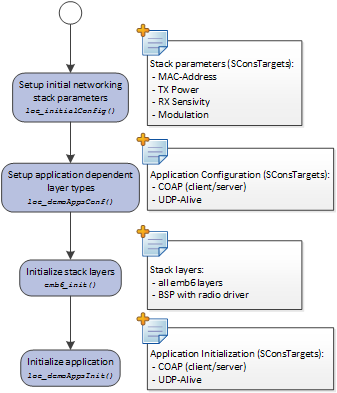 Setup initial networking
stack parameters
loc_initialConfig()
Stack parameters (SConsTargets):
- MAC-Address
- TX Power
- RX Sensivity
- Modulation
Setup application dependent
layer types
loc_demoAppsConf()
Application Configuration (SConsTargets):
- COAP (client/server)
- UDP-Alive
Initialize stack layers
emb6_init()
Stack layers:
- all emb6 layers
- BSP with radio driver
Initialize application
loc_demoAppsInit()
Application Initialization (SConsTargets):
- COAP (client/server)
- UDP-Alive